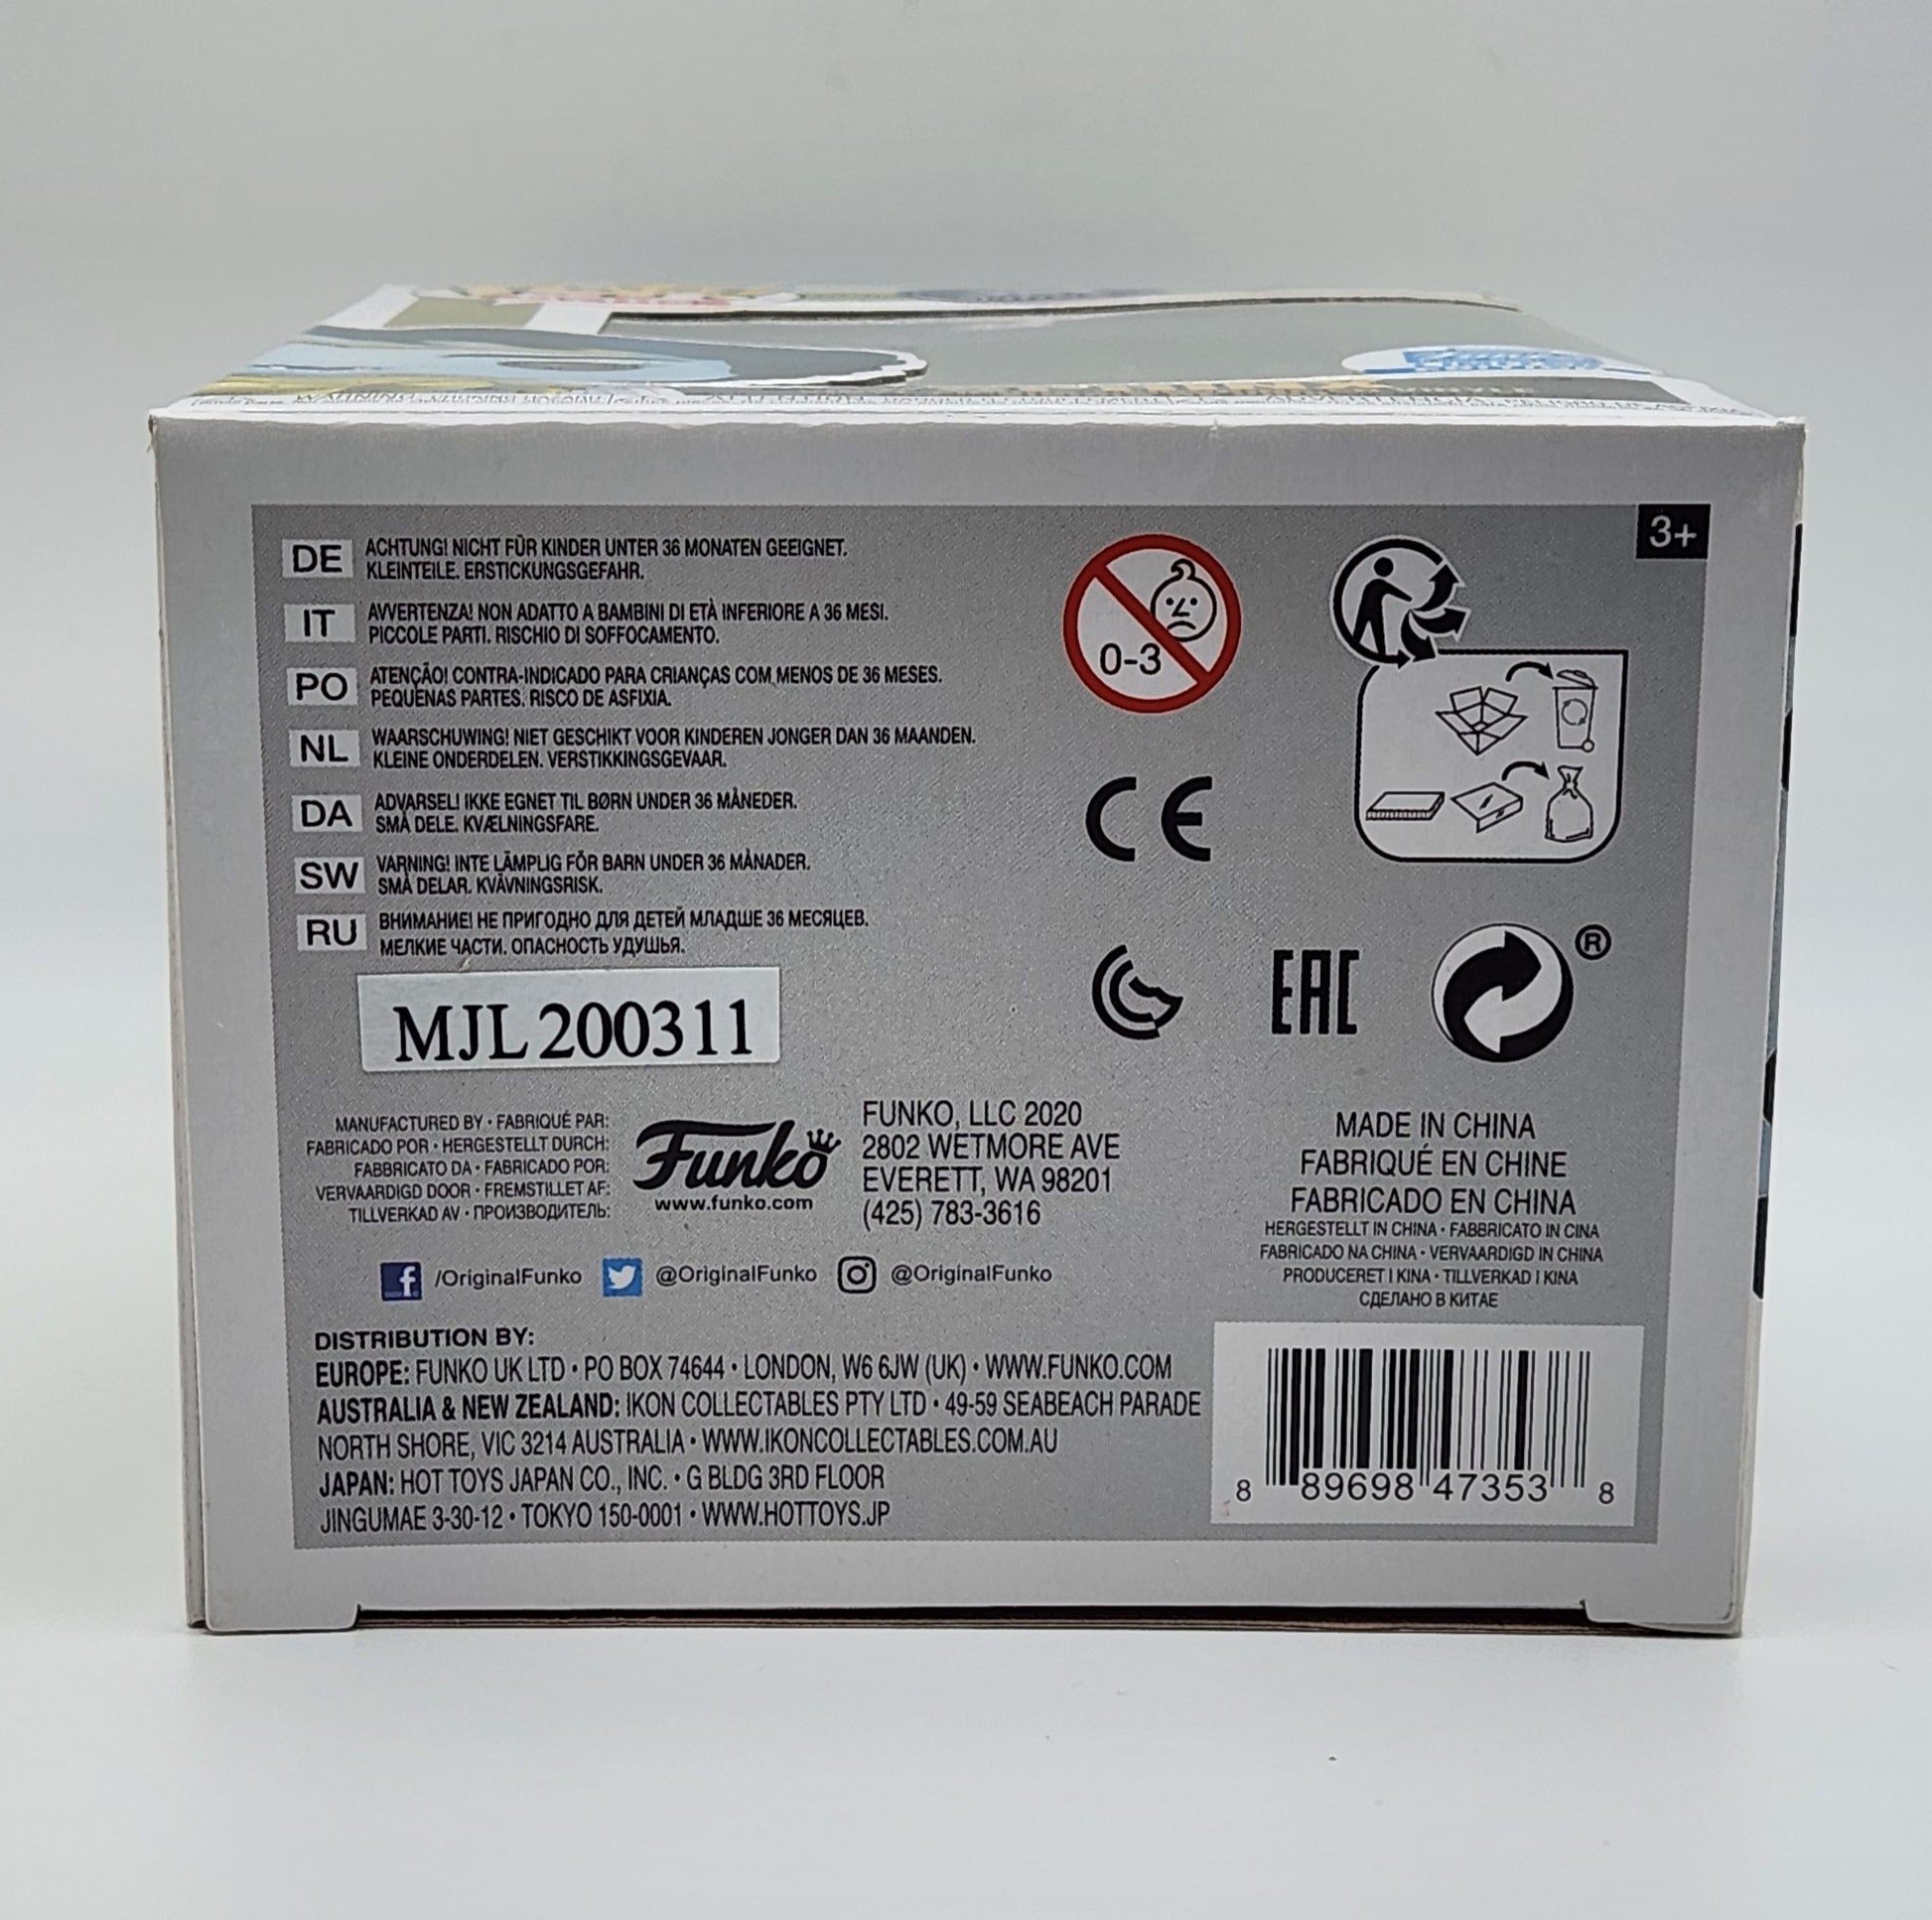 3+
DE
ACHTUNG! NICHT FÜR KINDER UNTER 36 MONATEN GEEIGNET.
KLEINTEILE. ERSTICKUNGSGEFAHR.
IT
AVVERTENZA! NON ADATTO A BAMBINI DI ETÀ INFERIORE A 36 MESI.
PICCOLE PARTI. RISCHIO DI SOFFOCAMENTO.
PO
ATENÇÃO! CONTRA-INDICADO PARA CRIANÇAS COM MENOS DE 36 MESES.
PEQUENAS PARTES. RISCO DE ASFIXIA.
NL
WAARSCHUWING! NIET GESCHIKT VOOR KINDEREN JONGER DAN 36 MAANDEN.
KLEINE ONDERDELEN. VERSTIKKINGSGEVAAR.
DA
ADVARSEL! IKKE EGNET TIL BØRN UNDER 36 MÅNEDER.
SMÅ DELE. KVÆLNINGSFARE.
SW
VARNING! INTE LÄMPLIG FÖR BARN UNDER 36 MÅNADER.
SMÅ DELAR. KVÄVNINGSRISK.
RU
ВНИМАНИЕ! НЕ ПРИГОДНО ДЛЯ ДЕТЕЙ МЛАДШЕ 36 МЕСЯЦЕВ.
МЕЛКИЕ ЧАСТИ. ОПАСНОСТЬ УДУШЬЯ.
0-3
CE
EAC
®
MJL 200311
MANUFACTURED BY • FABRIQUÉ PAR:
FABRICADO POR • HERGESTELLT DURCH:
FABBRICATO DA • FABRICADO POR:
VERVAARDIGD DOOR • FREMSTILLET AF:
TILLVERKAD AV • ПРОИЗВОДИТЕЛЬ:
Funko
www.funko.com
FUNKO, LLC 2020
2802 WETMORE AVE
EVERETT, WA 98201
(425) 783-3616
/OriginalFunko @OriginalFunko @OriginalFunko
MADE IN CHINA
FABRIQUÉ EN CHINE
FABRICADO EN CHINA
HERGESTELLT IN CHINA • FABBRICATO IN CINA
FABRICADO NA CHINA • VERVAARDIGD IN CHINA
PRODUCERET I KINA • TILLVERKAD I KINA
СДЕЛАНО В КИТАЕ
DISTRIBUTION BY:
EUROPE: FUNKO UK LTD • PO BOX 74644 • LONDON, W6 6JW (UK) • WWW.FUNKO.COM
AUSTRALIA & NEW ZEALAND: IKON COLLECTABLES PTY LTD • 49-59 SEABEACH PARADE
NORTH SHORE, VIC 3214 AUSTRALIA • WWW.IKONCOLLECTABLES.COM.AU
JAPAN: HOT TOYS JAPAN CO., INC. • G BLDG 3RD FLOOR
JINGUMAE 3-30-12 • TOKYO 150-0001 • WWW.HOTTOYS.JP
8 89698 47353 8